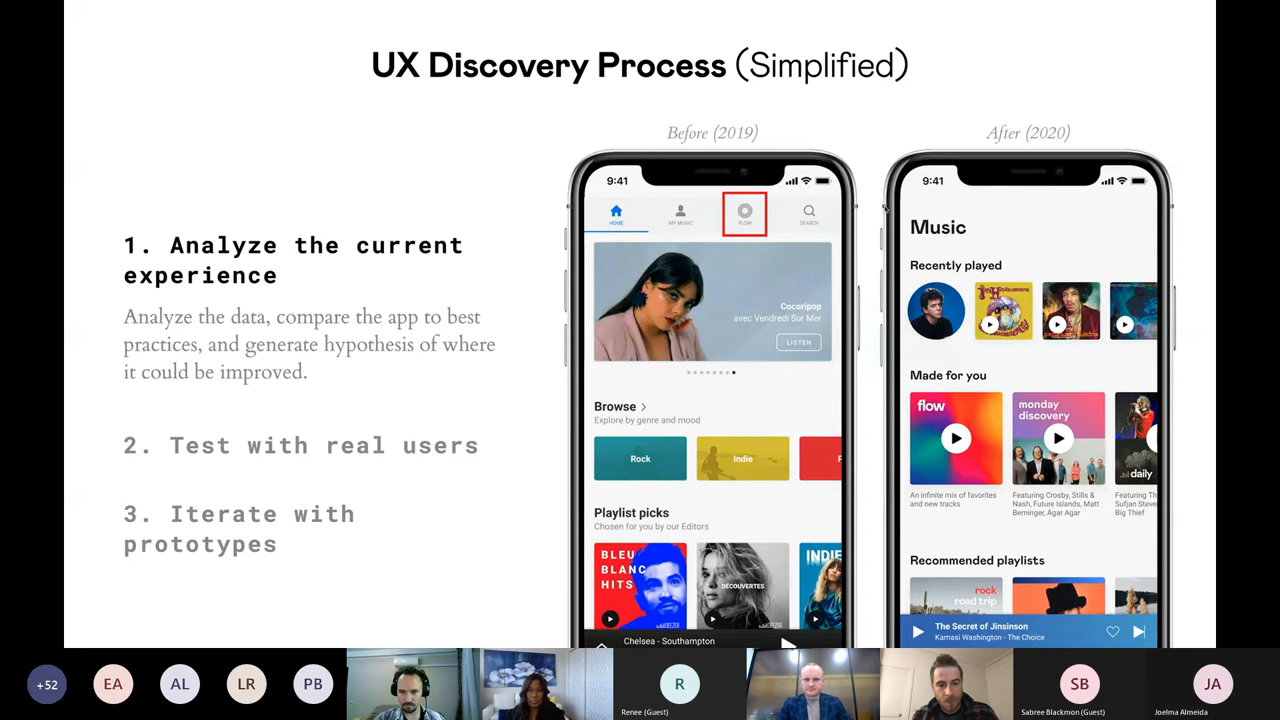 UX Discovery Process (Simplified)
Before (2019)
After (2020)
1. Analyze the current
experience
Analyze the data, compare the app to best
practices, and generate hypothesis of where
it could be improved.
2. Test with real users
3. Iterate with
prototypes
9:41
HOME
MY MUSIC
FLOW
SEARCH
Cocoripop
avec Vendredi Sur Mer
LISTEN
Browse
Explore by genre and mood
Rock
Indie
Playlist picks
Chosen for you by our Editors
BLEU
BLANC
HITS
DÉCOUVERTES
INDIE
Chelsea - Southampton
9:41
Music
Recently played
Made for you
flow
monday
discovery
daily
An infinite mix of favorites
and new tracks
Featuring Crosby, Stills &
Nash, Future Islands, Matt
Berninger, Agar Agar
Featuring Th
Sufjan Steve
Big Thief
Recommended playlists
rock
road trip
The Secret of Jinsinson
Kamasi Washington - The Choice
+52
EA
AL
LR
PB
R
Renee (Guest)
SB
Sabree Blackmon (Guest)
JA
Joelma Almeida